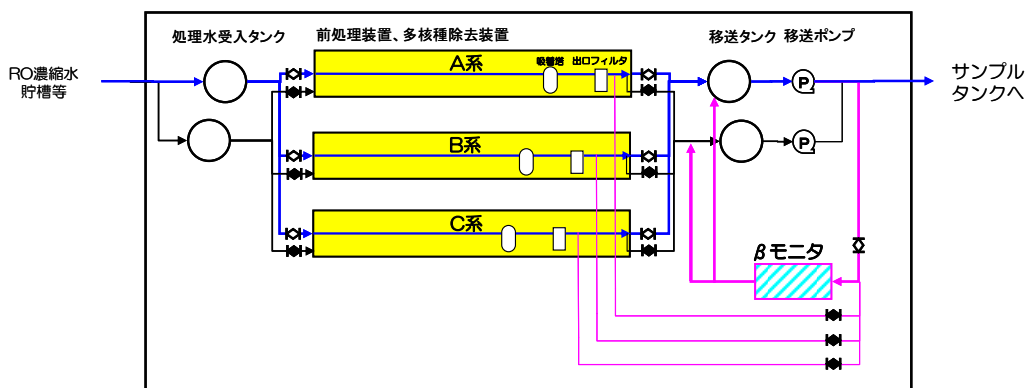 処理水受入タンク
前処理装置、多核種除去装置
移送タンク
移送ポンプ
A系
吸着塔
出口フィルタ
RO濃縮水
貯槽等
P
サンプル
タンクへ
B系
P
C系
βモニタ